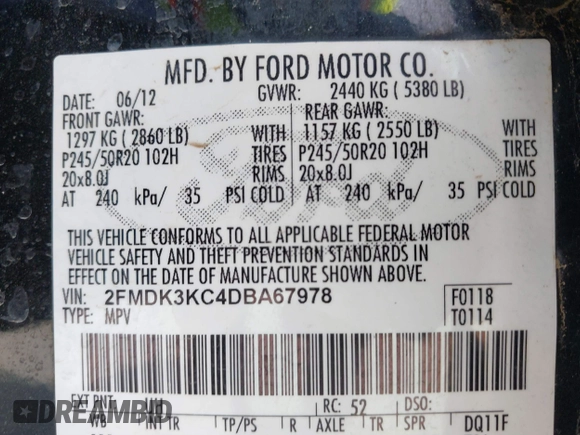 MFD. BY FORD MOTOR CO.
DATE: 06/12 GVWR: 2440 KG ( 5380 LB)
FRONT GAWR: REAR GAWR:
1297 KG ( 2860 LB) WITH 1157 KG ( 2550 LB) WITH
P245/50R20 102H TIRES P245/50R20 102H TIRES
20x8.0J RIMS 20x8.0J RIMS
AT 240 kPa/ 35 PSI COLD AT 240 kPa/ 35 PSI COLD
Ford
THIS VEHICLE CONFORMS TO ALL APPLICABLE FEDERAL MOTOR
VEHICLE SAFETY AND THEFT PREVENTION STANDARDS IN
EFFECT ON THE DATE OF MANUFACTURE SHOWN ABOVE.
VIN: 2FMDK3KC4DBA67978 F0118
TYPE: MPV T0114
EXT PNT: RC: 52 DSO:
WB INT TR TP/PS R AXLE TR SPR DQ11F
DREAMBID